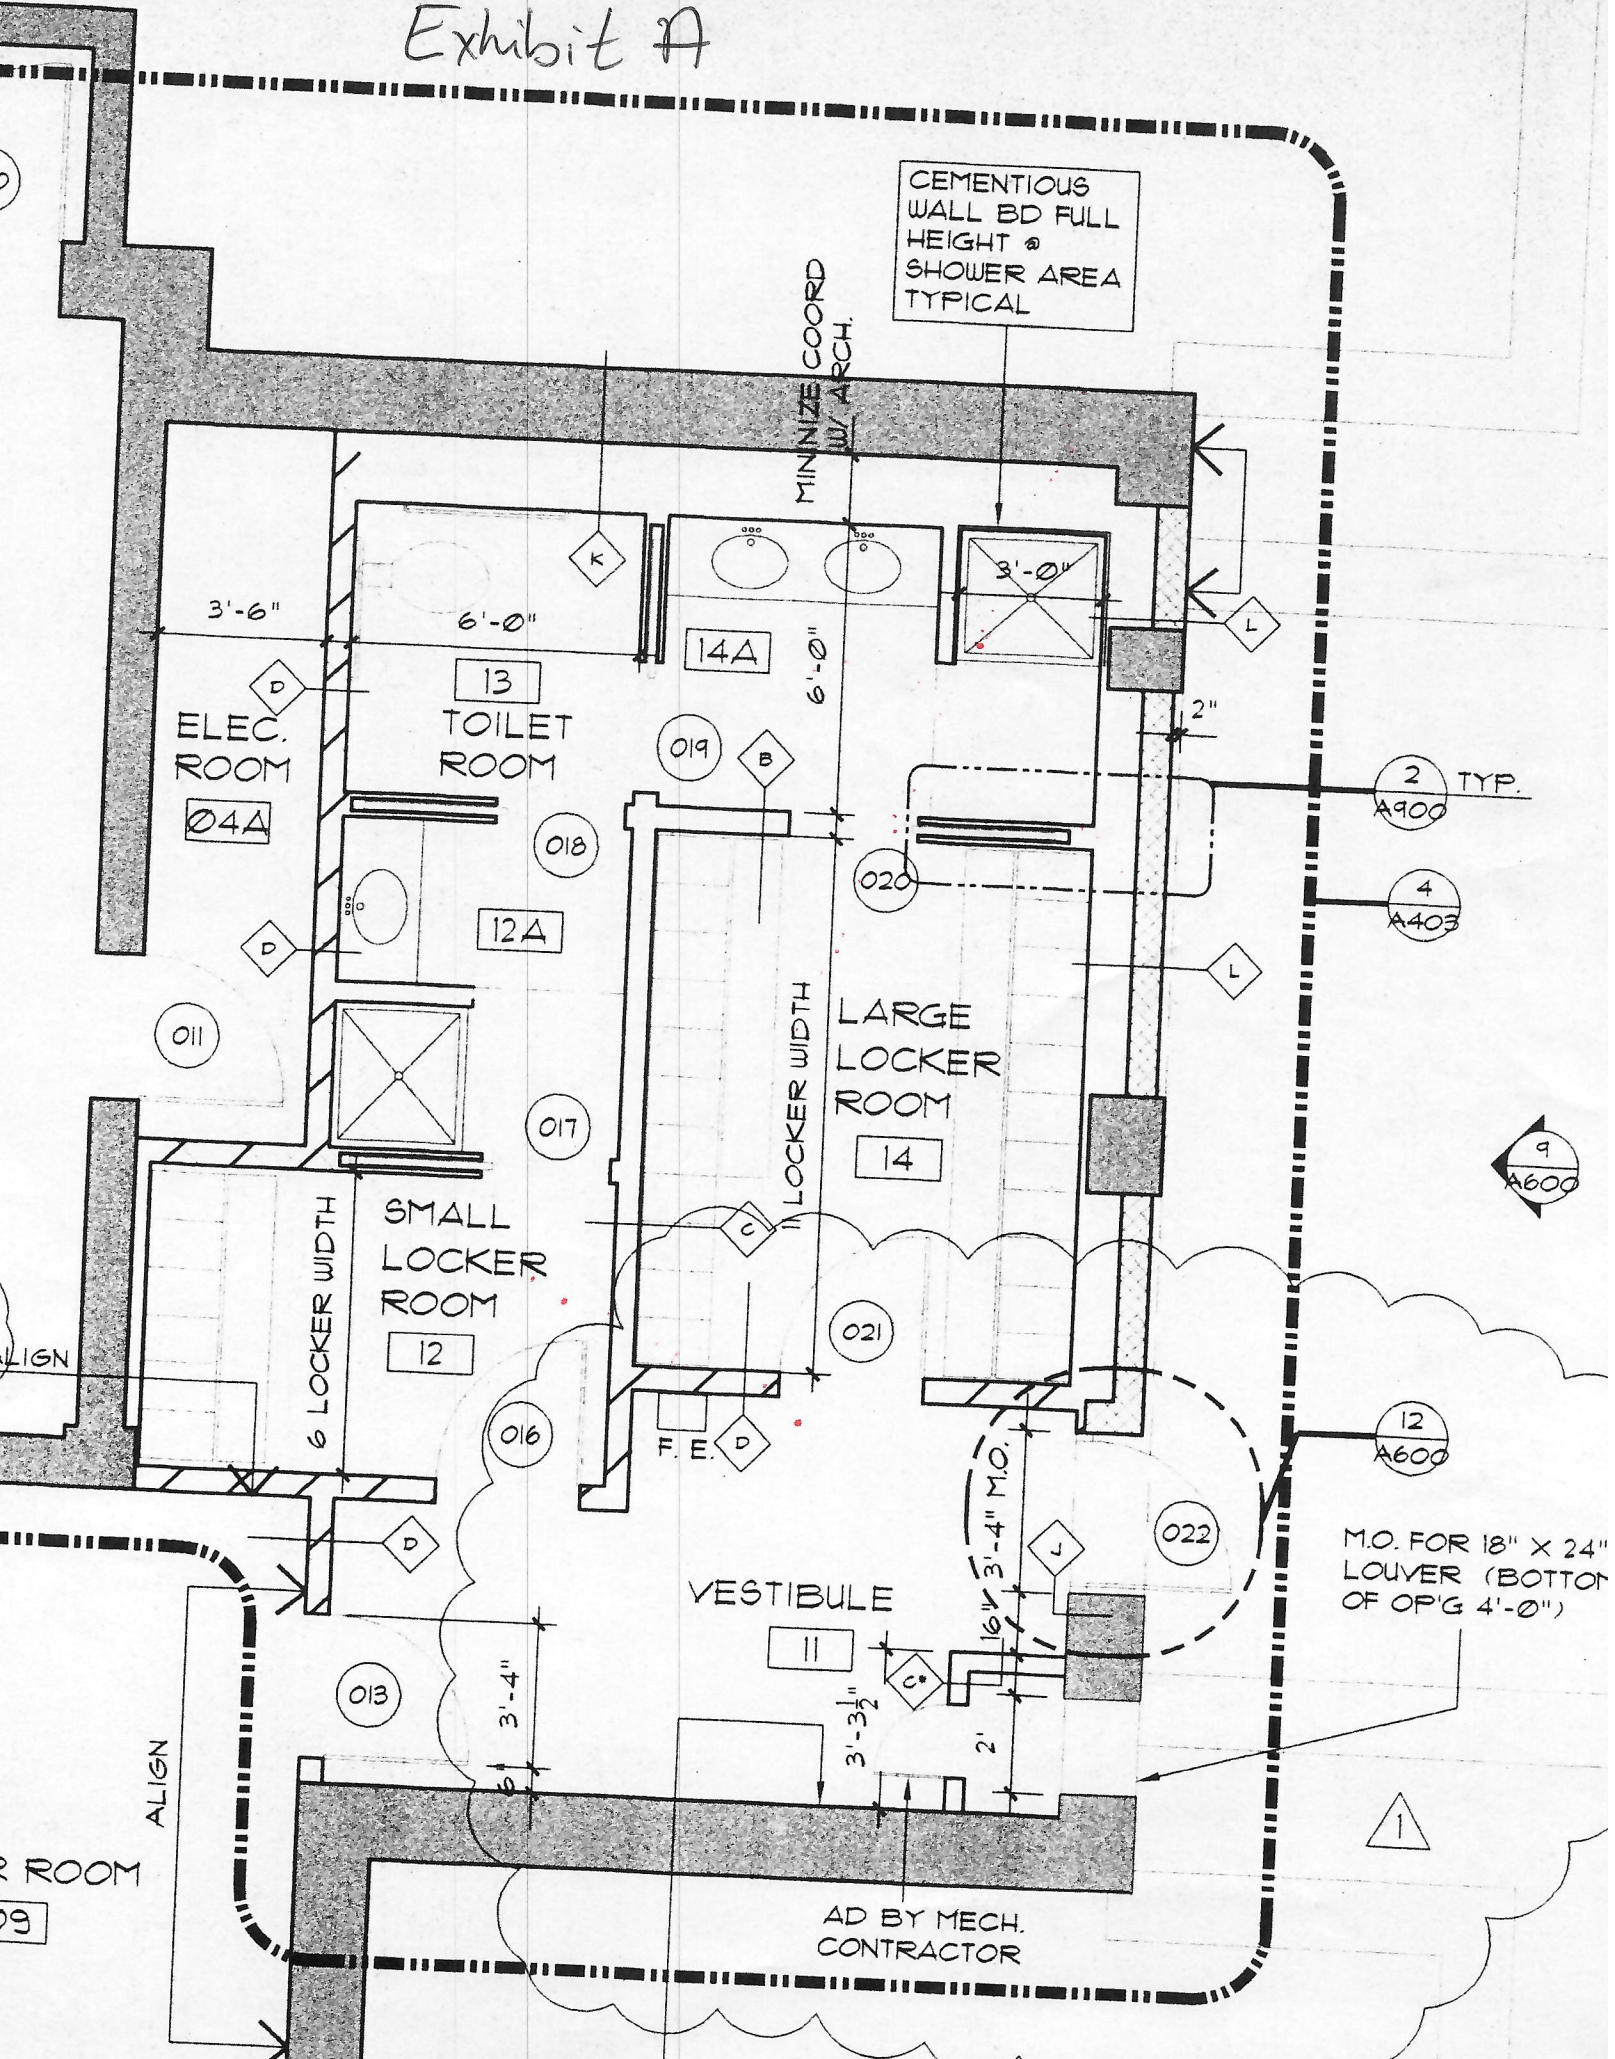 Exhibit A
CEMENTIOUS
WALL BD FULL
HEIGHT @
SHOWER AREA
TYPICAL
MINIMIZE COORD
W/ ARCH.
K
3'-0"
3'-6"
6'-0"
14A
6'-0"
L
13
D
TOILET
ROOM
ELEC.
ROOM
04A
019
B
2"
2
A900
TYP.
018
020
4
A403
12A
D
L
011
LARGE
LOCKER
ROOM
14
11 LOCKER WIDTH
017
9
A600
SMALL
LOCKER
ROOM
12
6 LOCKER WIDTH
C
021
ALIGN
016
F. E.
D
3'-4" M.O.
12
A600
022
D
J
M.O. FOR 18" X 24"
LOUVER (BOTTOM
OF OP'G 4'-0")
VESTIBULE
11
16"
C*
013
3'-4"
3'-3½"
2'
6
ALIGN
1
R ROOM
09
AD BY MECH.
CONTRACTOR